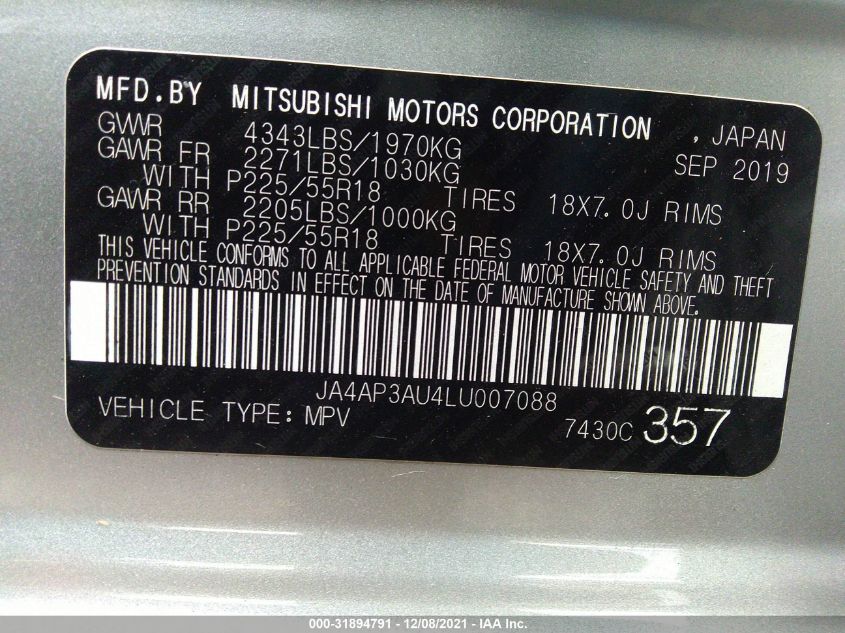 MFD.BY MITSUBISHI MOTORS CORPORATION , JAPAN
GVWR 4343LBS/1970KG SEP 2019
GAWR FR 2271LBS/1030KG
WITH P225/55R18 TIRES 18X7.0J RIMS
GAWR RR 2205LBS/1000KG
WITH P225/55R18 TIRES 18X7.0J RIMS
THIS VEHICLE CONFORMS TO ALL APPLICABLE FEDERAL MOTOR VEHICLE SAFETY AND THEFT
PREVENTION STANDARDS IN EFFECT ON THE DATE OF MANUFACTURE SHOWN ABOVE.
JA4AP3AU4LU007088
VEHICLE TYPE: MPV 7430C 357
000-31894791 - 12/08/2021 - IAA Inc.